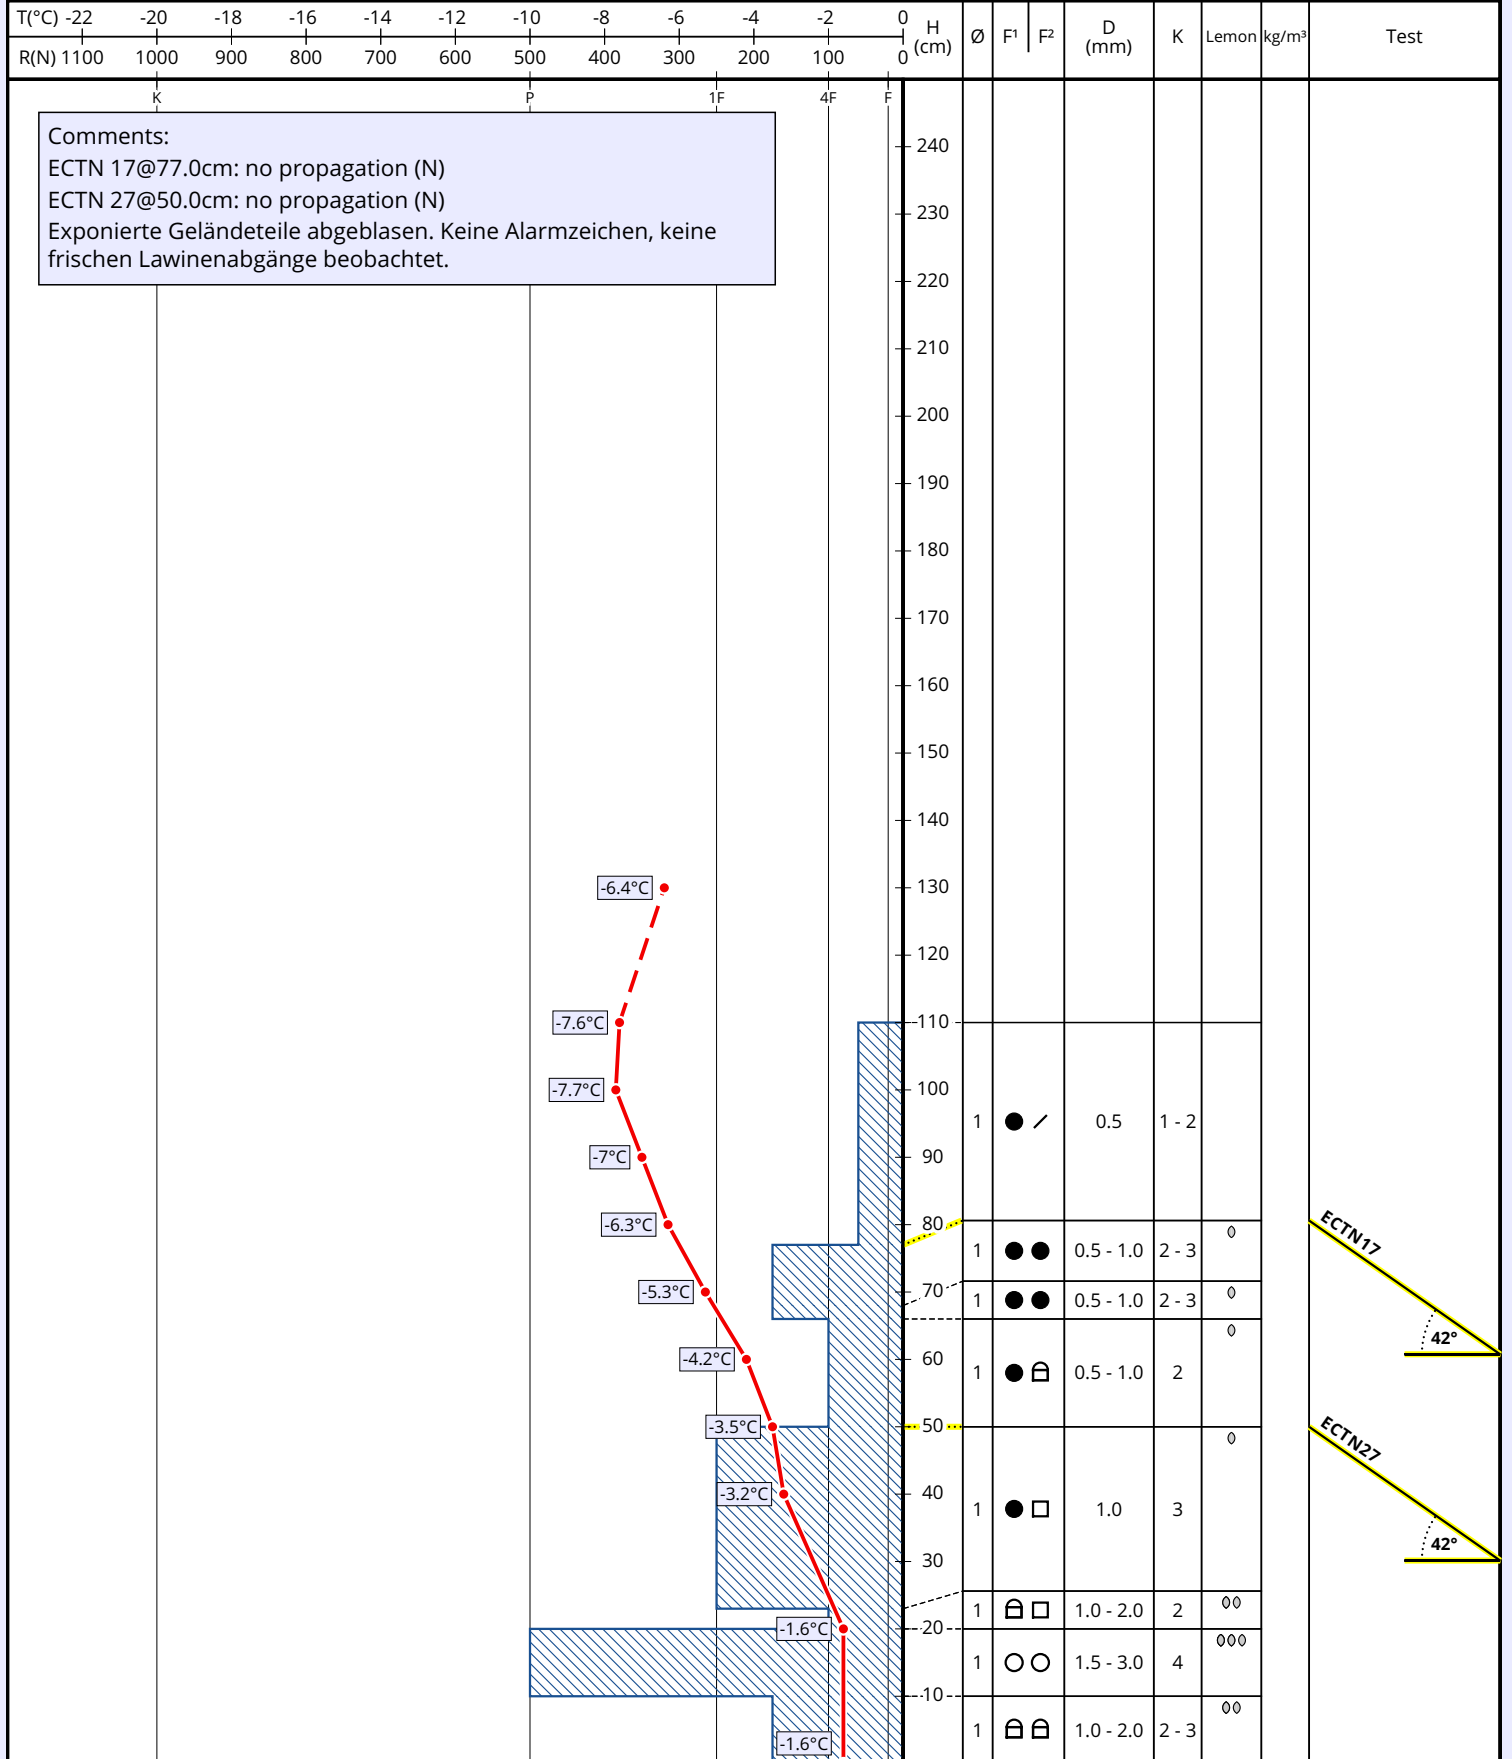 T(°C) -22 -20 -18 -16 -14 -12 -10 -8 -6 -4 -2 0
R(N) 1100 1000 900 800 700 600 500 400 300 200 100 0
H (cm) Ø F¹ F² D (mm) K Lemon kg/m³ Test
K P 1F 4F F
Comments:
ECTN 17@77.0cm: no propagation (N)
ECTN 27@50.0cm: no propagation (N)
Exponierte Geländeteile abgeblasen. Keine Alarmzeichen, keine
frischen Lawinenabgänge beobachtet.
240
230
220
210
200
190
180
170
160
150
140
-6.4°C 130
120
-7.6°C 110
-7.7°C 100
1 0.5 1 - 2
-7°C 90
-6.3°C 80
ECTN17
1 0.5 - 1.0 2 - 3
-5.3°C 70
1 0.5 - 1.0 2 - 3
42°
-4.2°C 60
1 0.5 - 1.0 2
-3.5°C 50
ECTN27
-3.2°C 40
1 1.0 3
42°
30
1 1.0 - 2.0 2
-1.6°C 20
1 1.5 - 3.0 4
10
1 1.0 - 2.0 2 - 3
-1.6°C